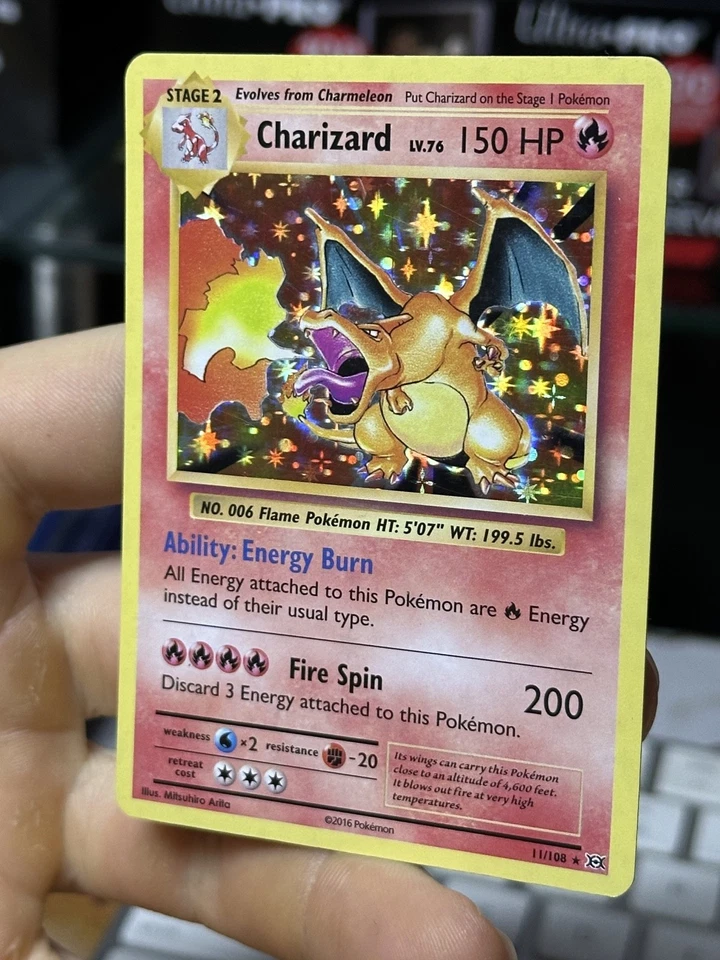 Ultra·PRO
STAGE 2 Evolves from Charmeleon Put Charizard on the Stage 1 Pokémon
Charizard LV.76 150 HP
NO. 006 Flame Pokémon HT: 5'07" WT: 199.5 lbs.
Ability: Energy Burn
All Energy attached to this Pokémon are Energy
instead of their usual type.
Fire Spin 200
Discard 3 Energy attached to this Pokémon.
weakness ×2 resistance -20
retreat
cost
Its wings can carry this Pokémon
close to an altitude of 4,600 feet.
It blows out fire at very high
temperatures.
Illus. Mitsuhiro Arita
©2016 Pokémon
11/108 ★